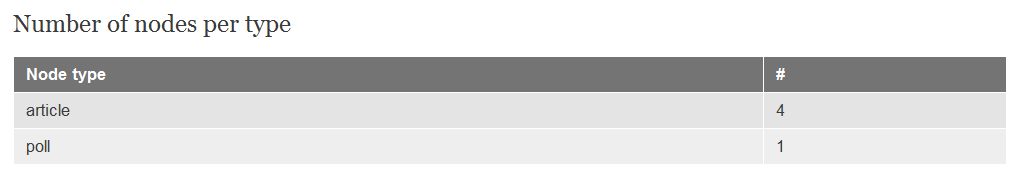 Number of nodes per type
Node type #
article 4
poll 1